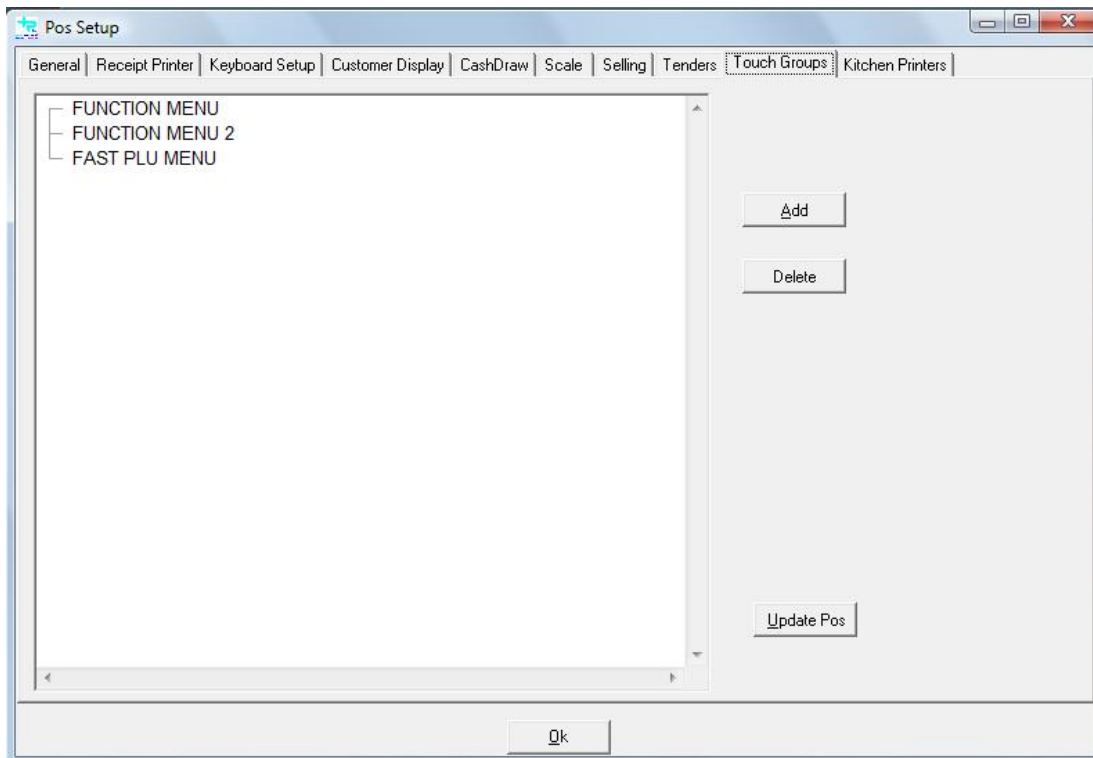 Pos Setup
General Receipt Printer Keyboard Setup Customer Display CashDraw Scale Selling Tenders Touch Groups Kitchen Printers
FUNCTION MENU
FUNCTION MENU 2
FAST PLU MENU
Add
Delete
Update Pos
Ok